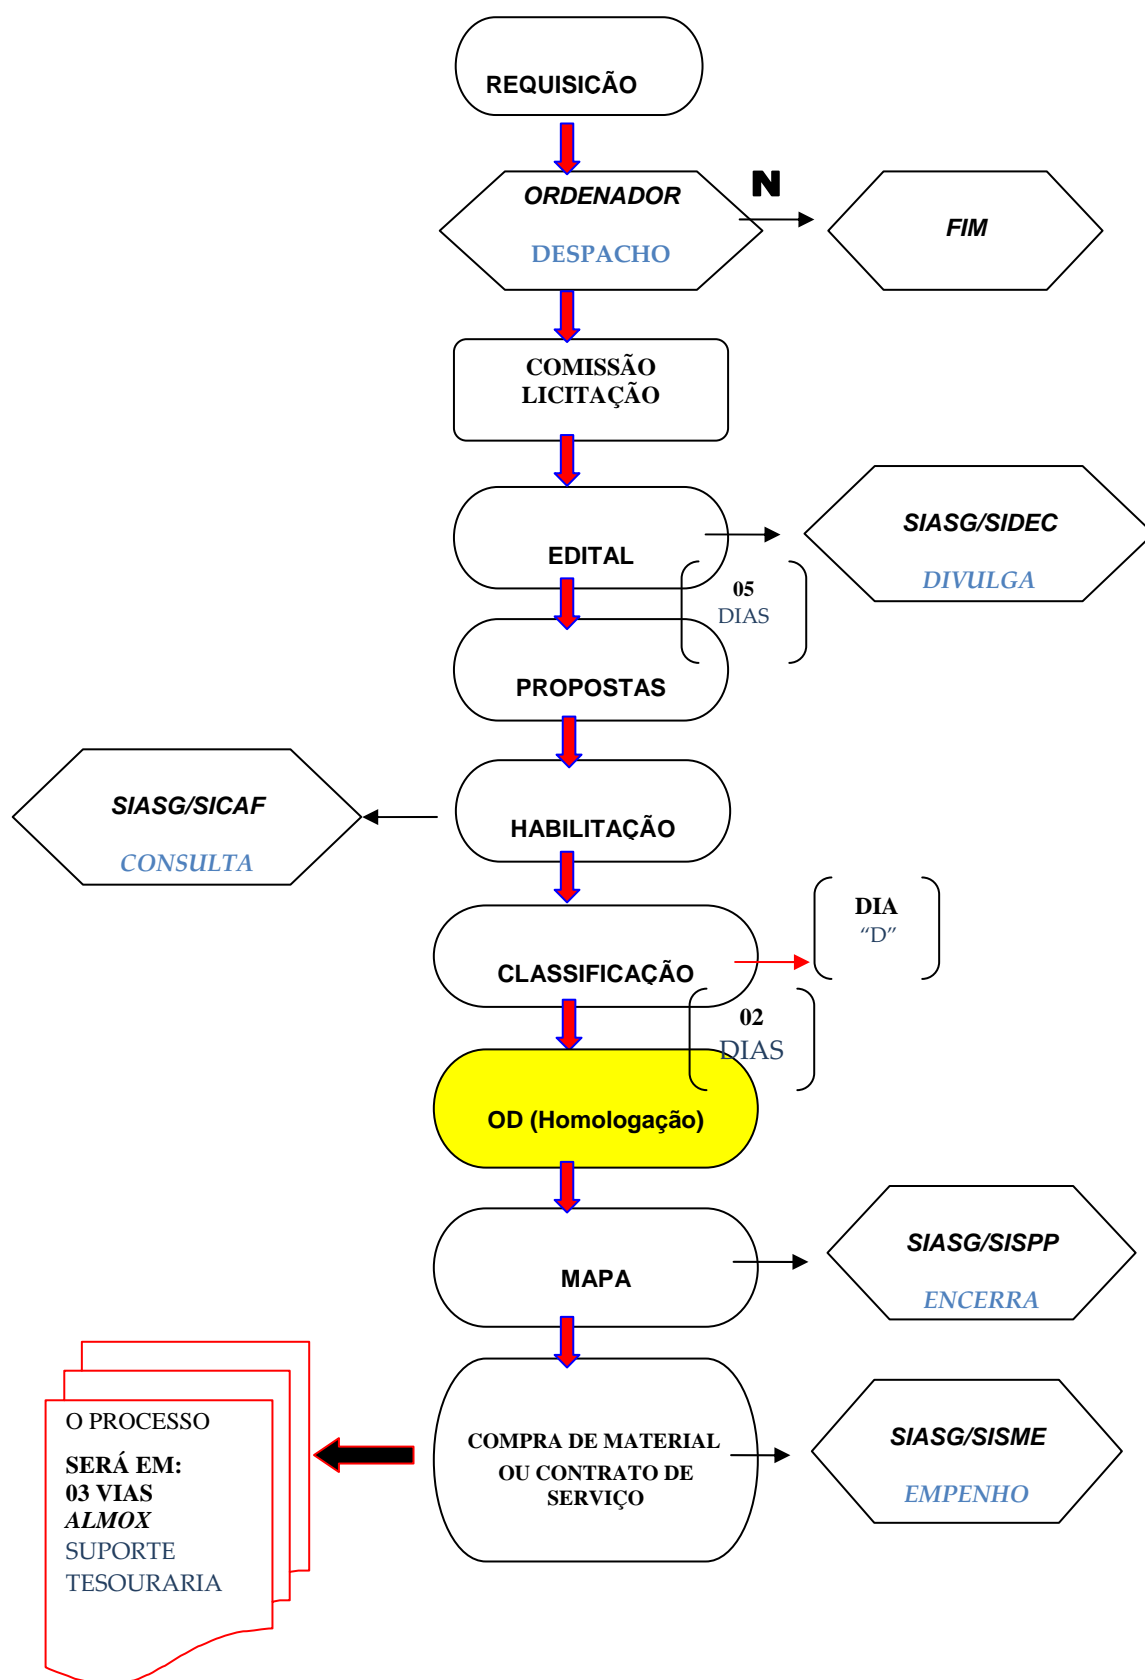 REQUISICÃO
ORDENADOR
DESPACHO
N
FIM
COMISSÃO
LICITAÇÃO
EDITAL
SIASG/SIDEC
DIVULGA
05
DIAS
PROPOSTAS
HABILITAÇÃO
SIASG/SICAF
CONSULTA
CLASSIFICAÇÃO
DIA
“D”
02
DIAS
OD (Homologação)
MAPA
SIASG/SISPP
ENCERRA
COMPRA DE MATERIAL
OU CONTRATO DE
SERVIÇO
SIASG/SISME
EMPENHO
O PROCESSO
SERÁ EM:
03 VIAS
ALMOX
SUPORTE
TESOURARIA